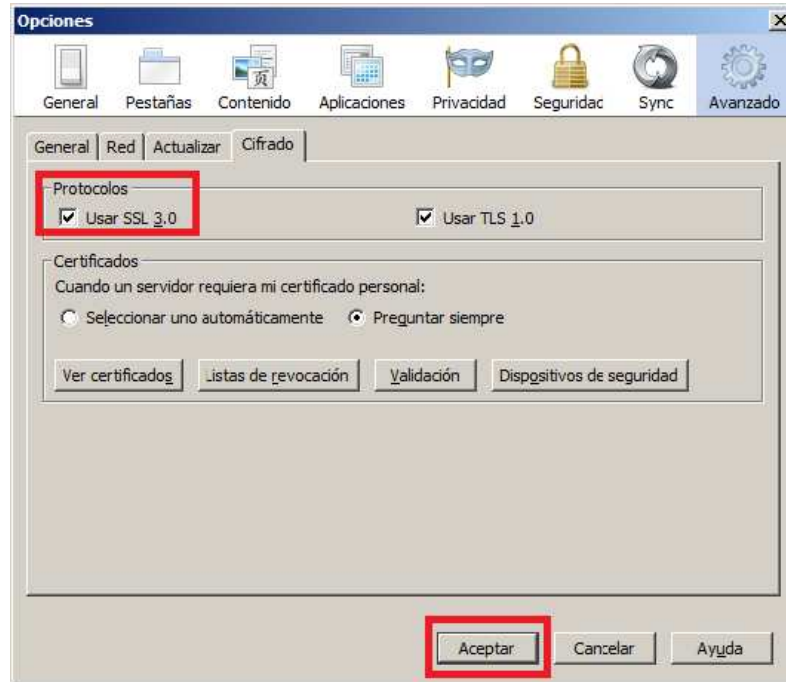 Opciones
General Pestañas Contenido Aplicaciones Privacidad Seguridad Sync Avanzado
General Red Actualizar Cifrado
Protocolos
Usar SSL 3.0 Usar TLS 1.0
Certificados
Cuando un servidor requiera mi certificado personal:
Seleccionar uno automáticamente Preguntar siempre
Ver certificados Listas de revocación Validación Dispositivos de seguridad
Aceptar Cancelar Ayuda